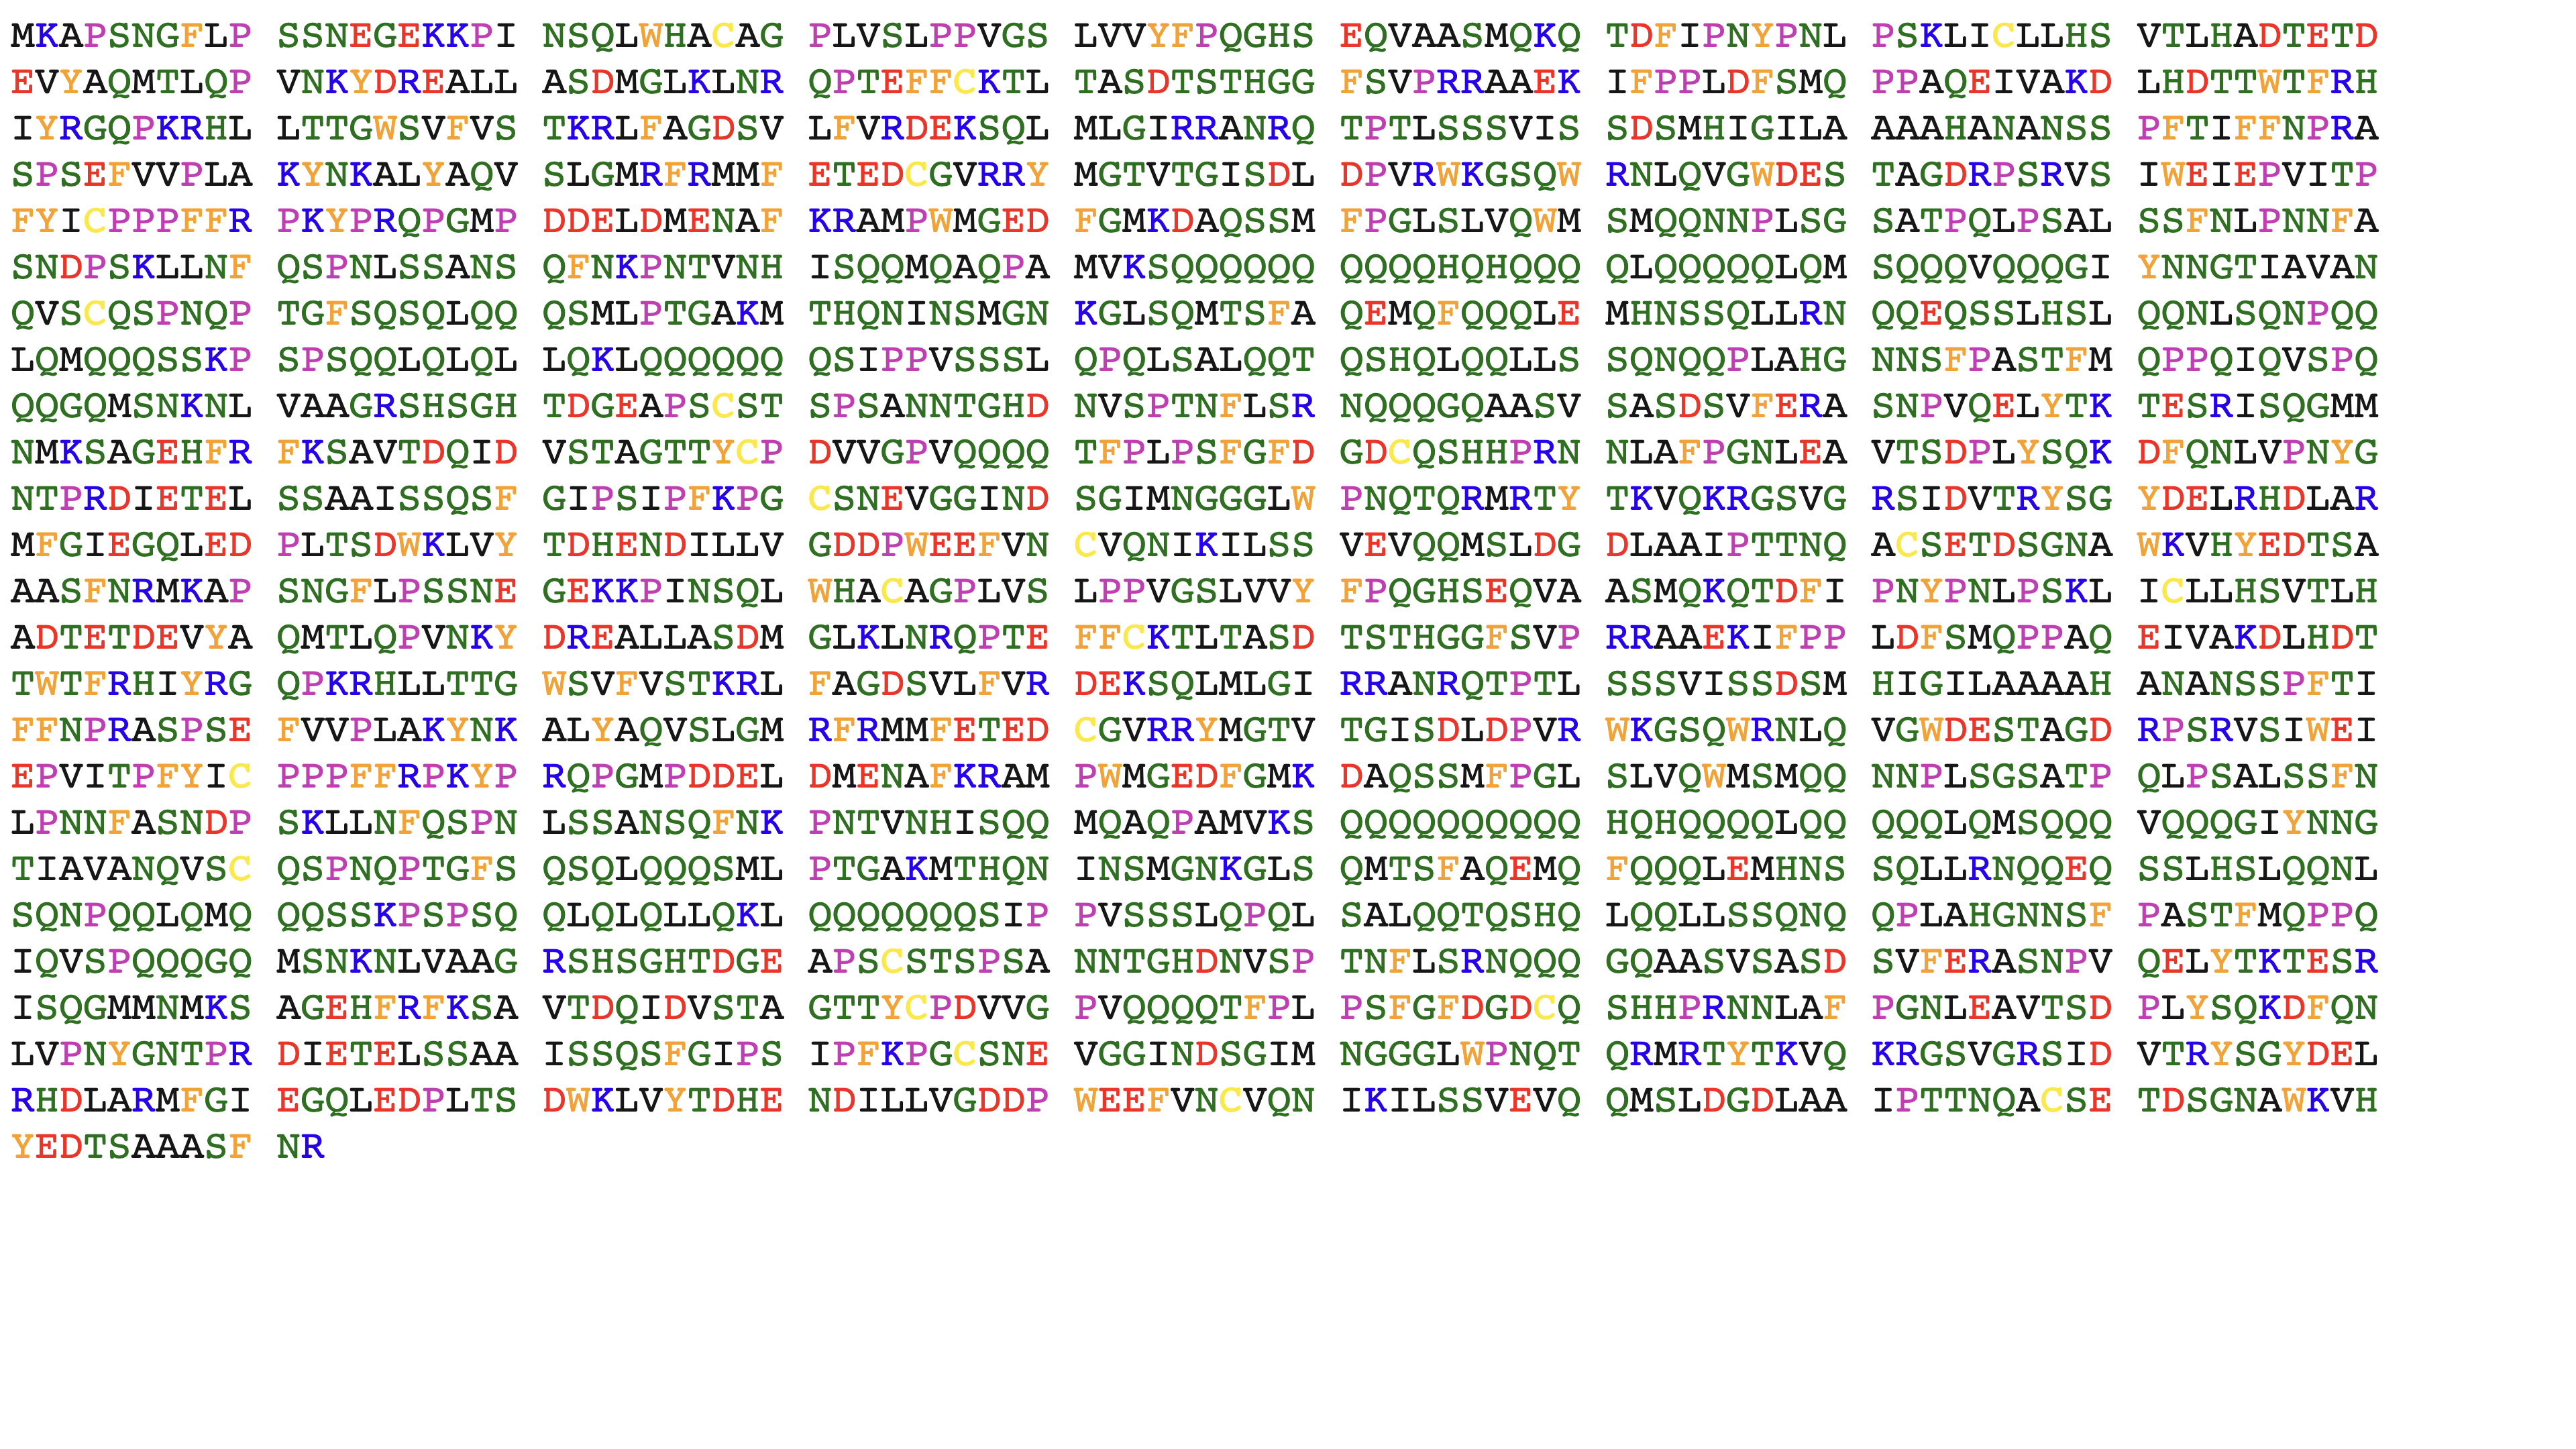 MKAPSNGFLP SSNEGEKKPI NSQLWHACAG PLVSLPPVGS LVVYFPQGHS EQVAASMQKQ TDFIPNYPNL PSKLICLLHS VTLHADTETD
EVYAQMTLQP VNKYDREALL ASDMGLKLNR QPTEFFCKTL TASDTSTHGG FSVPRRAAEK IFPPLDFSMQ PPAQEIVAKD LHDTTWTFRH
IYRGQPKRHL LTTGWSVFVS TKRLFAGDSV LFVRDEKSQL MLGIRRANRQ TPTLSSSVIS SDSMHIGILA AAAHANANSS PFTIFFNPRA
SPSEFVVPLA KYNKALYAQV SLGMRFRMMF ETEDCGVRRY MGTVTGISDL DPVRWKGSQW RNLQVGWDES TAGDRPSRVS IWEIEPVITP
FYICPPPFFR PKYPRQPGMP DDELDMENAF KRAMPWMGED FGMKDAQSSM FPGLSLVQWM SMQQNNPLSG SATPQLPSAL SSFNLPNNFA
SNDPSKLLNF QSPNLSSANS QFNKPNTVNH ISQQMQAQPA MVKSQQQQQQ QQQQHQHQQQ QLQQQQQLQM SQQQVQQQGI YNNGTIAVAN
QVSCQSPNQP TGFSQSQLQQ QSMLPTGAKM THQNINSMGN KGLSQMTSFA QEMQFQQQLE MHNSSQLLRN QQEQSSLHSL QQNLSQNPQQ
LQMQQQSSKP SPSQQLQLQL LQKLQQQQQQ QSIPPVSSSL QPQLSALQQT QSHQLQQLLS SQNQQPLAHG NNSFPASTFM QPPQIQVSPQ
QQGQMSNKNL VAAGRSHSGH TDGEAPSCST SPSANNTGHD NVSPTNFLSR NQQQGQAASV SASDSVFERA SNPVQELYTK TESRISQGMM
NMKSAGEHFR FKSAVTDQID VSTAGTTYCP DVVGPVQQQQ TFPLPSFGFD GDCQSHHPRN NLAFPGNLEA VTSDPLYSQK DFQNLVPNYG
NTPRDIETEL SSAAISSQSF GIPSIPFKPG CSNEVGGIND SGIMNGGGLW PNQTQRMRTY TKVQKRGSVG RSIDVTRYSG YDELRHDLAR
MFGIEGQLED PLTSDWKLVY TDHENDILLV GDDPWEEFVN CVQNIKILSS VEVQQMSLDG DLAAIPTTNQ ACSETDSGNA WKVHYEDTSA
AASFNRMKAP SNGFLPSSNE GEKKPINSQL WHACAGPLVS LPPVGSLVVY FPQGHSEQVA ASMQKQTDFI PNYPNLPSKL ICLLHSVTLH
ADTETDEVYA QMTLQPVNKY DREALLASDM GLKLNRQPTE FFCKTLTASD TSTHGGFSVP RRAAEKIFPP LDFSMQPPAQ EIVAKDLHDT
TWTFRHIYRG QPKRHLLTTG WSVFVSTKRL FAGDSVLFVR DEKSQLMLGI RRANRQTPTL SSSVISSDSM HIGILAAAAH ANANSSPFTI
FFNPRASPSE FVVPLAKYNK ALYAQVSLGM RFRMMFETED CGVRRYMGTV TGISDLDPVR WKGSQWRNLQ VGWDESTAGD RPSRVSIWEI
EPVITPFYIC PPPFFRPKYP RQPGMPDDEL DMENAFKRAM PWMGEDFGMK DAQSSMFPGL SLVQWMSMQQ NNPLSGSATP QLPSALSSFN
LPNNFASNDP SKLLNFQSPN LSSANSQFNK PNTVNHISQQ MQAQPAMVKS QQQQQQQQQQ HQHQQQQLQQ QQQLQMSQQQ VQQQGIYNNG
TIAVANQVSC QSPNQPTGFS QSQLQQQSML PTGAKMTHQN INSMGNKGLS QMTSFAQEMQ FQQQLEMHNS SQLLRNQQEQ SSLHSLQQNL
SQNPQQLQMQ QQSSKPSPSQ QLQLQLLQKL QQQQQQQSIP PVSSSLQPQL SALQQTQSHQ LQQLLSSQNQ QPLAHGNNSF PASTFMQPPQ
IQVSPQQQGQ MSNKNLVAAG RSHSGHTDGE APSCSTSPSA NNTGHDNVSP TNFLSRNQQQ GQAASVSASD SVFERASNPV QELYTKTESR
ISQGMMNMKS AGEHFRFKSA VTDQIDVSTA GTTYCPDVVG PVQQQQTFPL PSFGFDGDCQ SHHPRNNLAF PGNLEAVTSD PLYSQKDFQN
LVPNYGNTPR DIETELSSAA ISSQSFGIPS IPFKPGCSNE VGGINDSGIM NGGGLWPNQT QRMRTYTKVQ KRGSVGRSID VTRYSGYDEL
RHDLARMFGI EGQLEDPLTS DWKLVYTDHE NDILLVGDDP WEEFVNCVQN IKILSSVEVQ QMSLDGDLAA IPTTNQACSE TDSGNAWKVH
YEDTSAAASF NR